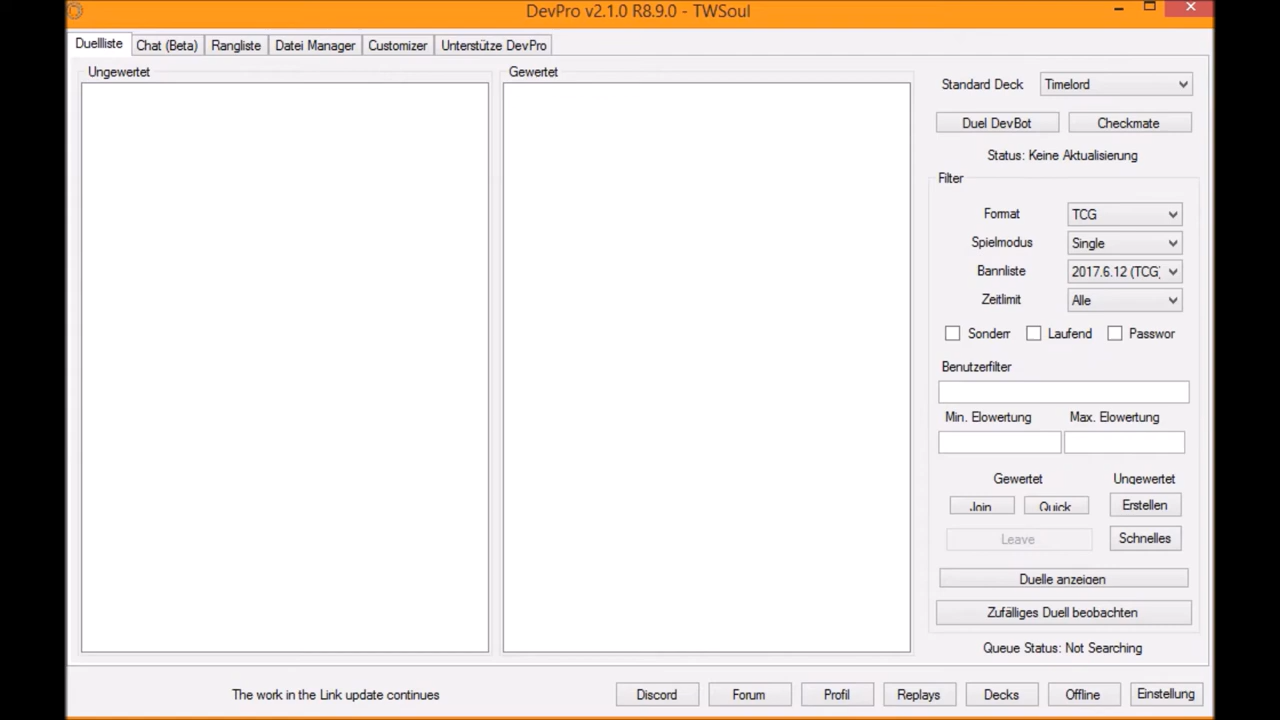 DevPro v2.1.0 R8.9.0 - TWSoul
Duellliste Chat (Beta) Rangliste Datei Manager Customizer Unterstütze DevPro
Ungewertet Gewertet
Standard Deck Timelord
Duel DevBot Checkmate
Status: Keine Aktualisierung
Filter
Format TCG
Spielmodus Single
Bannliste 2017.6.12 (TCG)
Zeitlimit Alle
Sonderr Laufend Passwor
Benutzerfilter
Min. Elowertung Max. Elowertung
Gewertet Ungewertet
Join Quick Erstellen
Leave Schnelles
Duelle anzeigen
Zufälliges Duell beobachten
Queue Status: Not Searching
The work in the Link update continues Discord Forum Profil Replays Decks Offline Einstellung